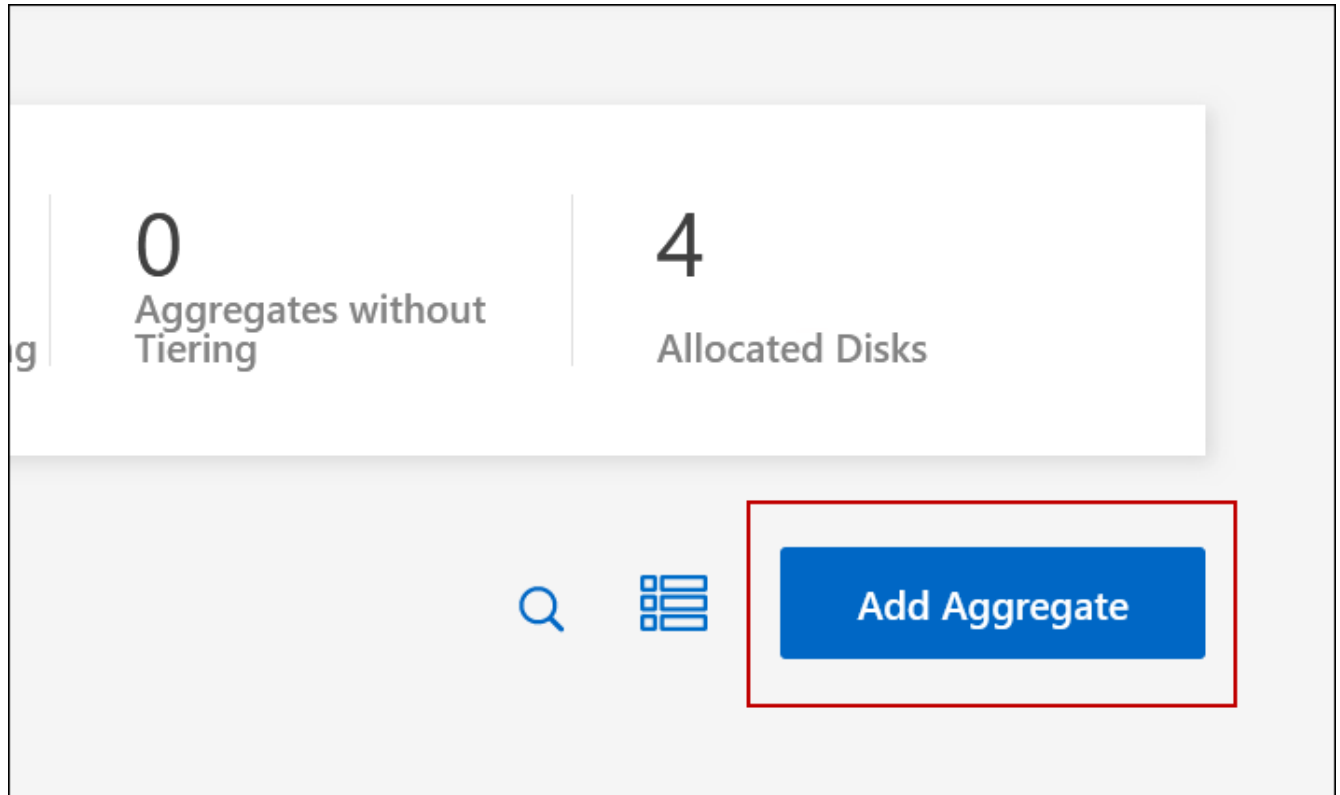 0
Aggregates without
Tiering
4
Allocated Disks
Add Aggregate